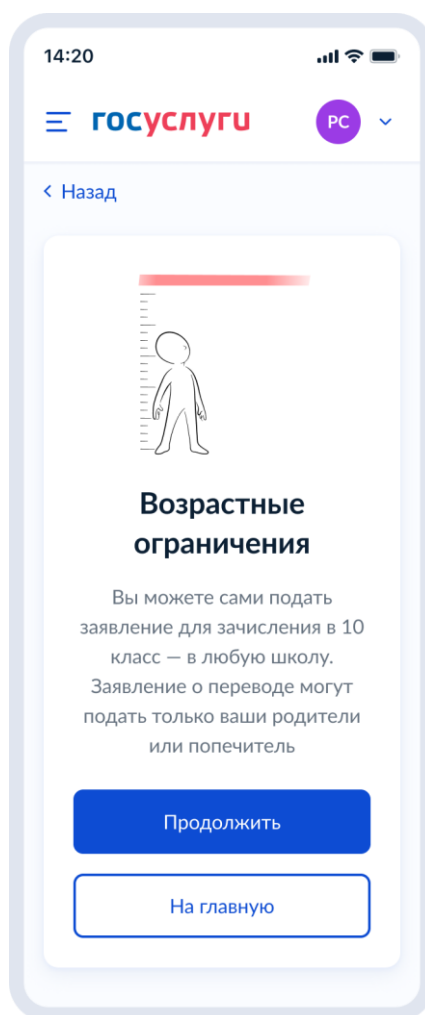 14:20
госуслуги
РС
Назад
Возрастные
ограничения
Вы можете сами подать
заявление для зачисления в 10
класс — в любую школу.
Заявление о переводе могут
подать только ваши родители
или попечитель
Продолжить
На главную